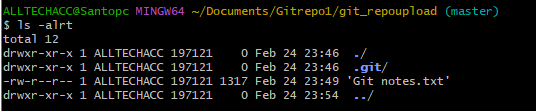 ALLTECHACC@Santopc MINGW64 ~/Documents/Gitrepo1/git_repoupload (master)
$ ls -alrt
total 12
drwxr-xr-x 1 ALLTECHACC 197121    0 Feb 24 23:46  ./
drwxr-xr-x 1 ALLTECHACC 197121    0 Feb 24 23:46  .git/
-rw-r--r-- 1 ALLTECHACC 197121 1317 Feb 24 23:49 'Git notes.txt'
drwxr-xr-x 1 ALLTECHACC 197121    0 Feb 24 23:54  ../